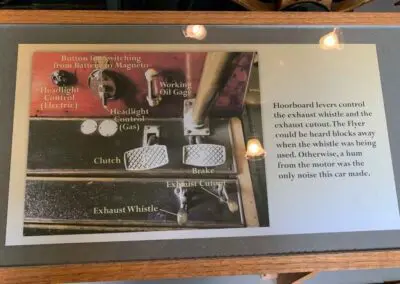 Button for Switching
from Battery to Magneto
Headlight
Control
(Electric)
Working
Oil Gage
Headlight
Control
(Gas)
Clutch
Brake
Exhaust Cutout
Exhaust Whistle
Floorboard levers control
the exhaust whistle and the
exhaust cutout. The Flyer
could be heard blocks away
when the whistle was being
used. Otherwise, a hum
from the motor was the
only noise this car made.